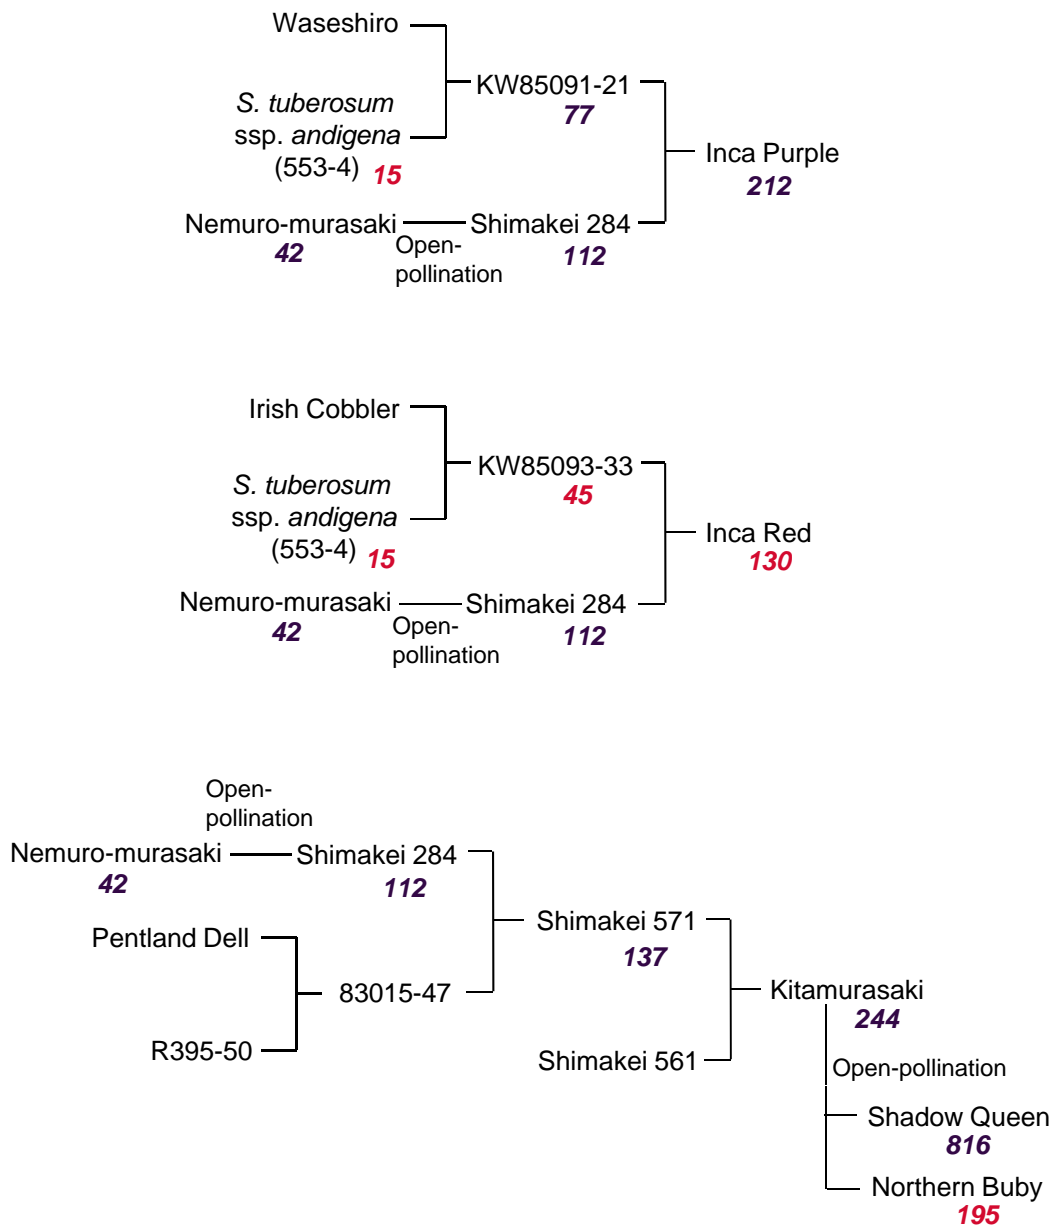 Waseshiro
KW85091-21
77
S. tuberosum
ssp. andigena
(553-4) 15
Inca Purple
212
Nemuro-murasaki
42
Open-
pollination
Shimakei 284
112
Irish Cobbler
KW85093-33
45
S. tuberosum
ssp. andigena
(553-4) 15
Inca Red
130
Nemuro-murasaki
42
Open-
pollination
Shimakei 284
112
Open-
pollination
Nemuro-murasaki
42
Shimakei 284
112
Pentland Dell
83015-47
R395-50
Shimakei 571
137
Shimakei 561
Kitamurasaki
244
Open-pollination
Shadow Queen
816
Northern Buby
195